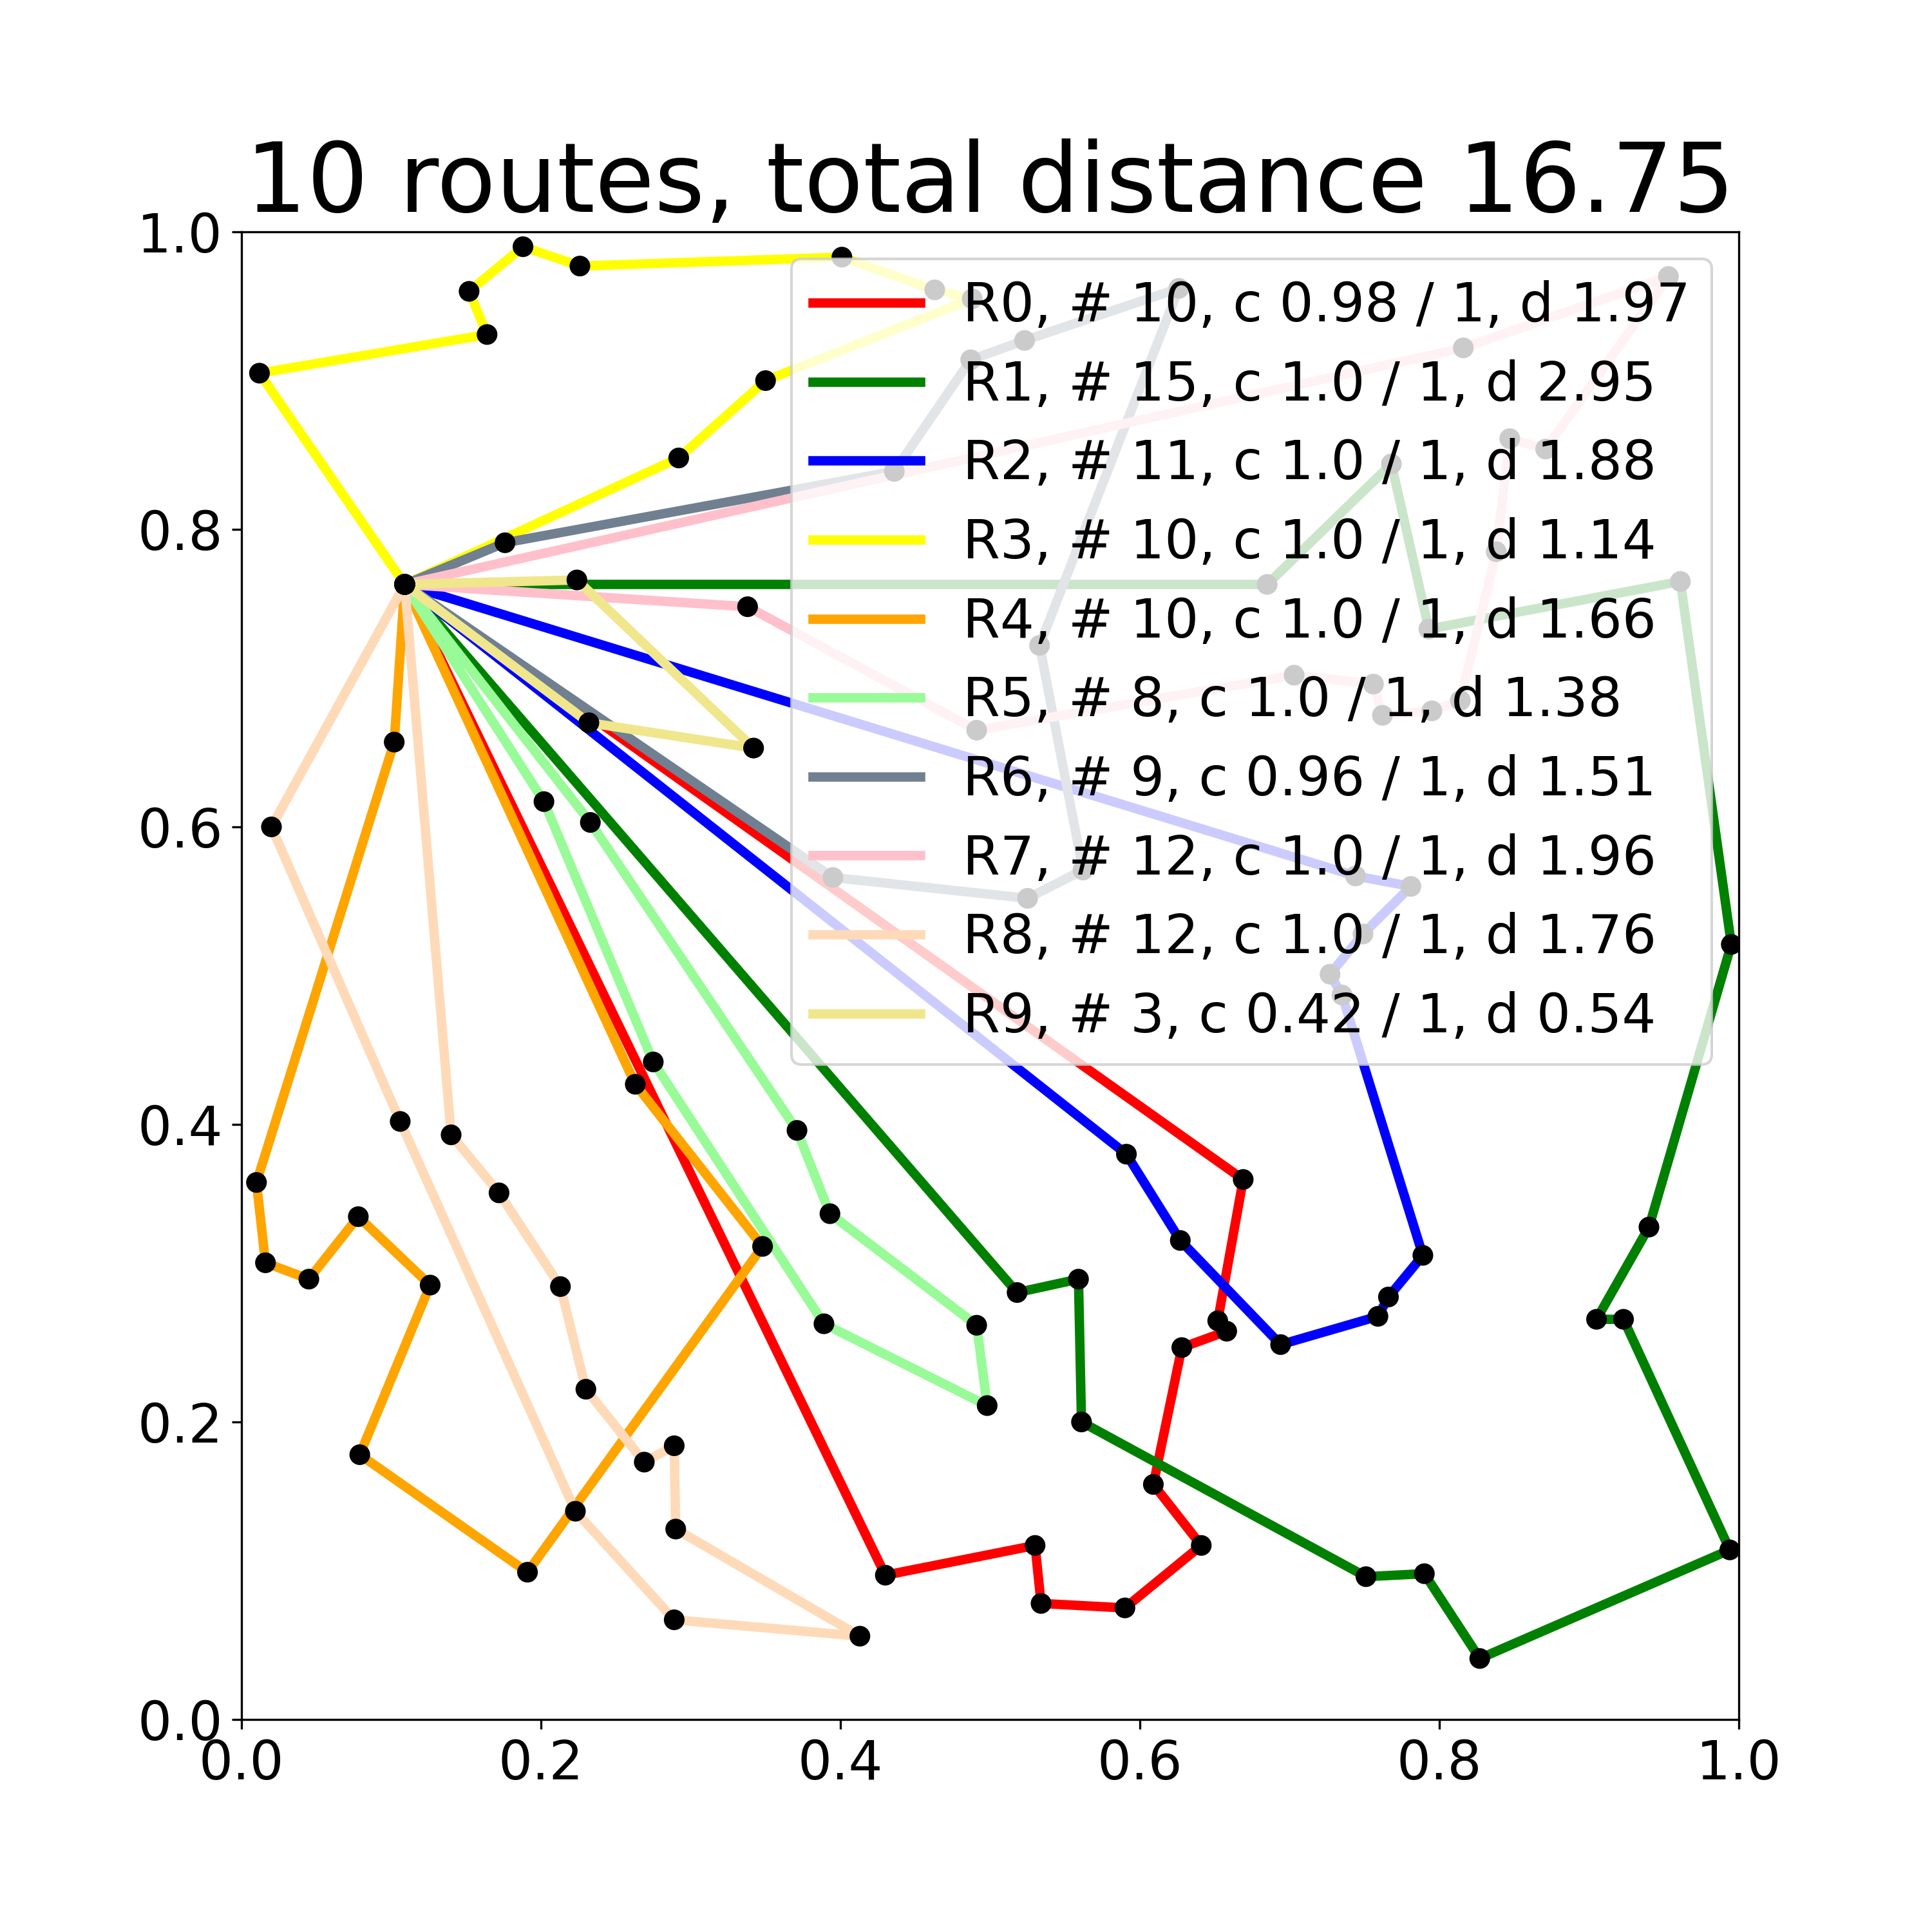 10 routes, total distance 16.75
1.0
0.8
0.6
0.4
0.2
0.0
R0, # 10, c 0.98 / 1, d 1.97
R1, # 15, c 1.0 / 1, d 2.95
R2, # 11, c 1.0 / 1, d 1.88
R3, # 10, c 1.0 / 1, d 1.14
R4, # 10, c 1.0 / 1, d 1.66
R5, # 8, c 1.0 / 1, d 1.38
R6, # 9, c 0.96 / 1, d 1.51
R7, # 12, c 1.0 / 1, d 1.96
R8, # 12, c 1.0 / 1, d 1.76
R9, # 3, c 0.42 / 1, d 0.54
0.0 0.2 0.4 0.6 0.8 1.0